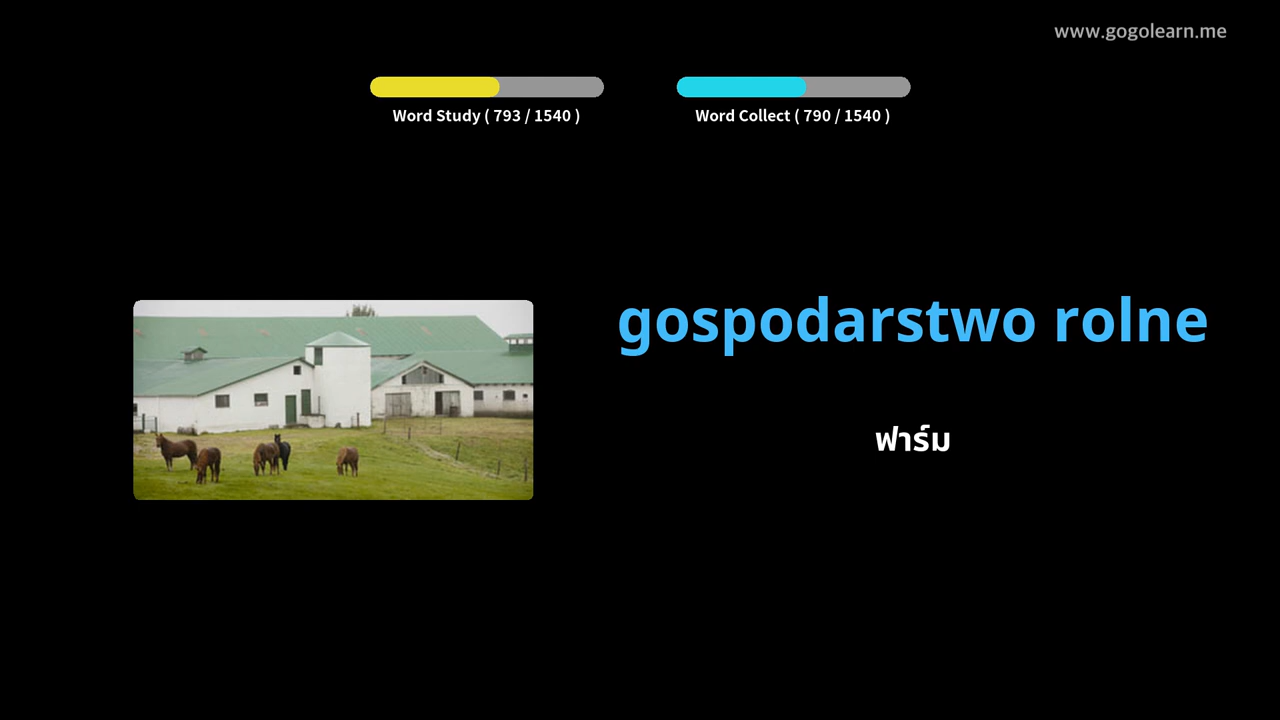 www.gogolearn.me
Word Study ( 793 / 1540 )
Word Collect ( 790 / 1540 )
gospodarstwo rolne
ฟาร์ม